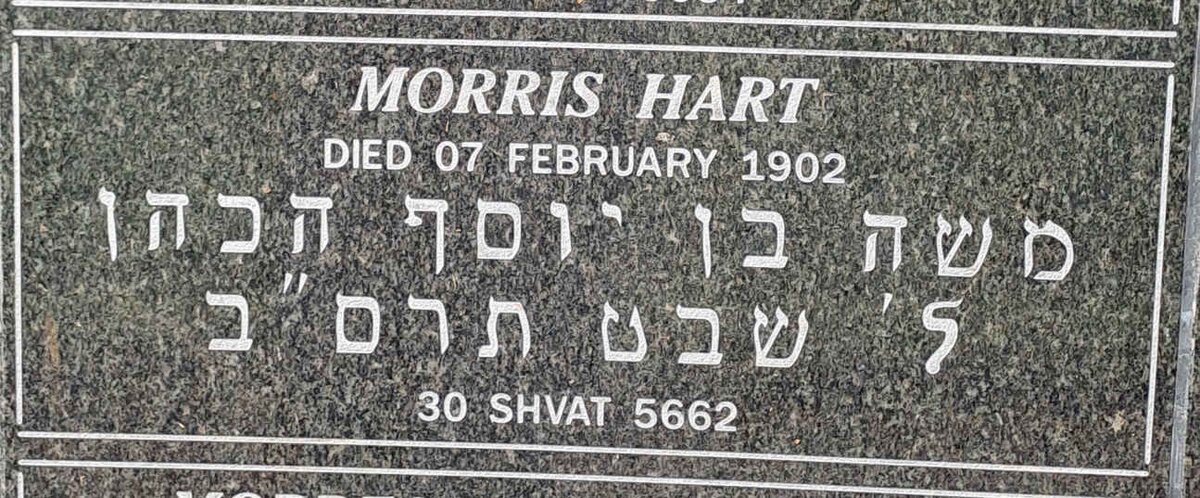 MORRIS HART
DIED 07 FEBRUARY 1902
משה בן יוסף הכהן
ל' שבט תרס"ב
30 SHVAT 5662